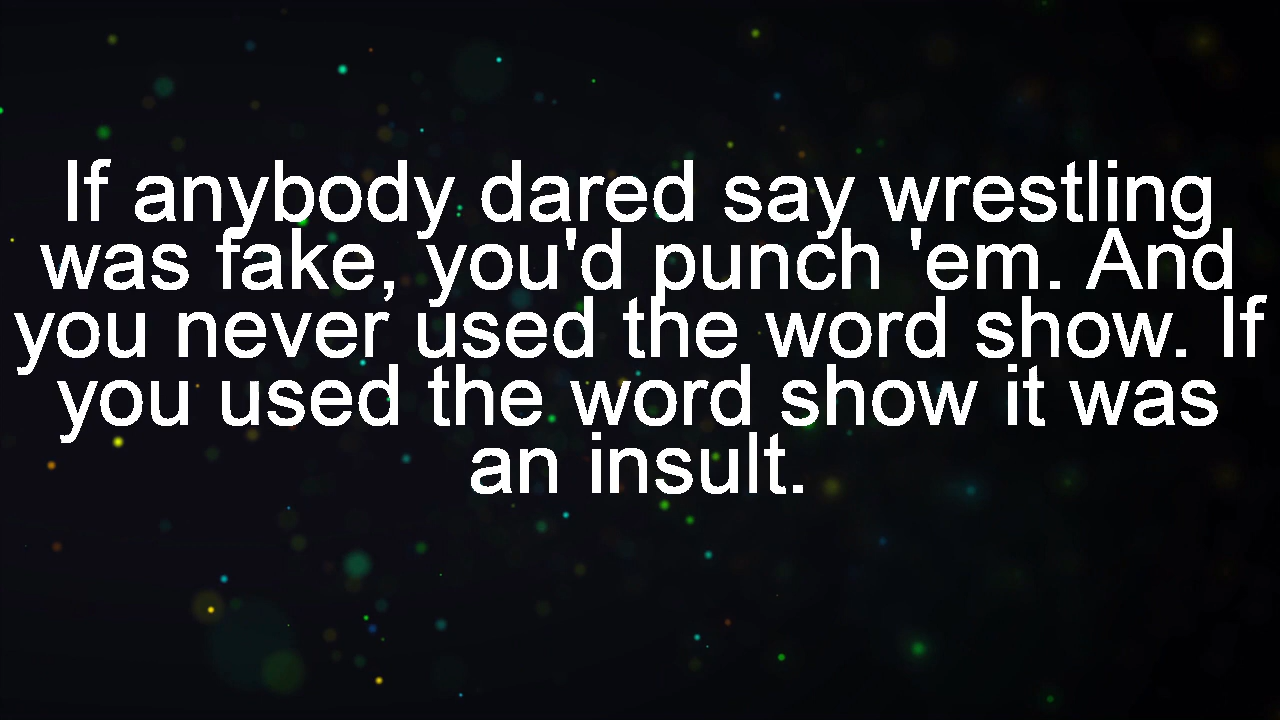 If anybody dared say wrestling
was fake, you'd punch 'em. And
you never used the word show. If
you used the word show it was
an insult.